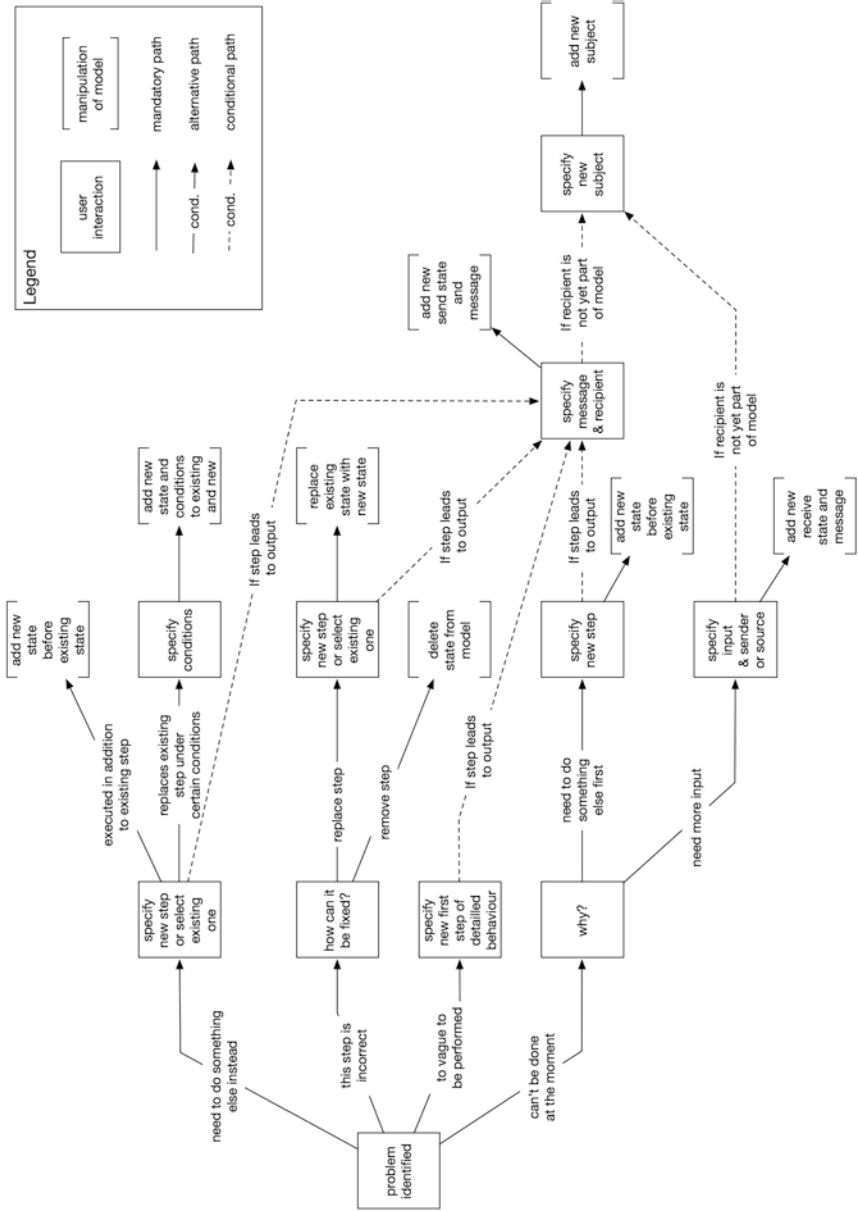 Legend
user
interaction
manipulation
of model
mandatory path
cond.
alternative path
cond.
conditional path
problem
identified
need to do something
else instead
this step is
incorrect
to vague to
be performed
can't be done
at the moment
specify
new step
or select
existing
one
executed in addition
to existing step
add new
state
before
existing
state
replaces existing
step under
certain conditions
specify
conditions
add new
state and
conditions
to existing
and new
If step leads
to output
how can it
be fixed?
replace step
specify
new step
or select
existing
one
replace
existing
state with
new state
If step leads
to output
remove step
delete
state from
model
specify
new first
step of
detailled
behaviour
If step leads
to output
why?
need to do
something
else first
specify
new step
If step leads
to output
add new
state
before
existing
state
need more input
specify
input
& sender
or source
add new
receive
state and
message
If recipient is
not yet part
of model
specify
message
& recipient
add new
send state
and
message
If recipient is
not yet part
of model
specify
new
subject
add new
subject